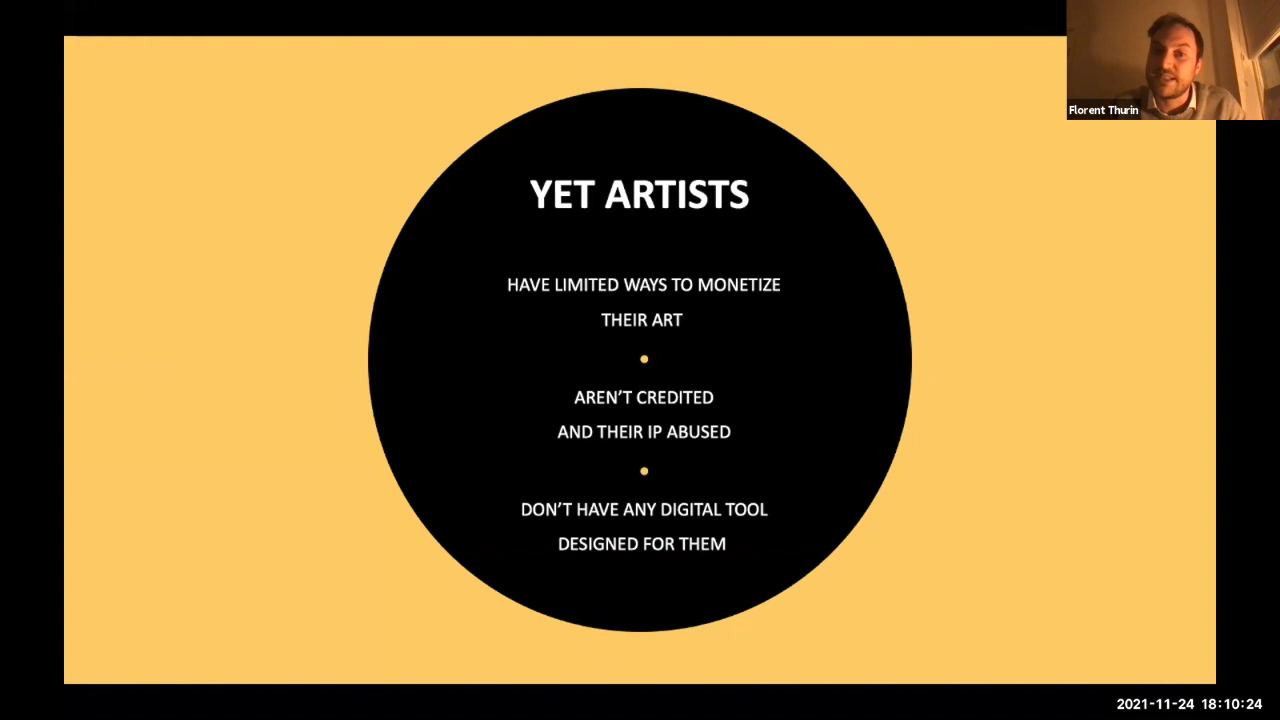 Florent Thurin
YET ARTISTS
HAVE LIMITED WAYS TO MONETIZE
THEIR ART
AREN’T CREDITED
AND THEIR IP ABUSED
DON’T HAVE ANY DIGITAL TOOL
DESIGNED FOR THEM
2021-11-24 18:10:24